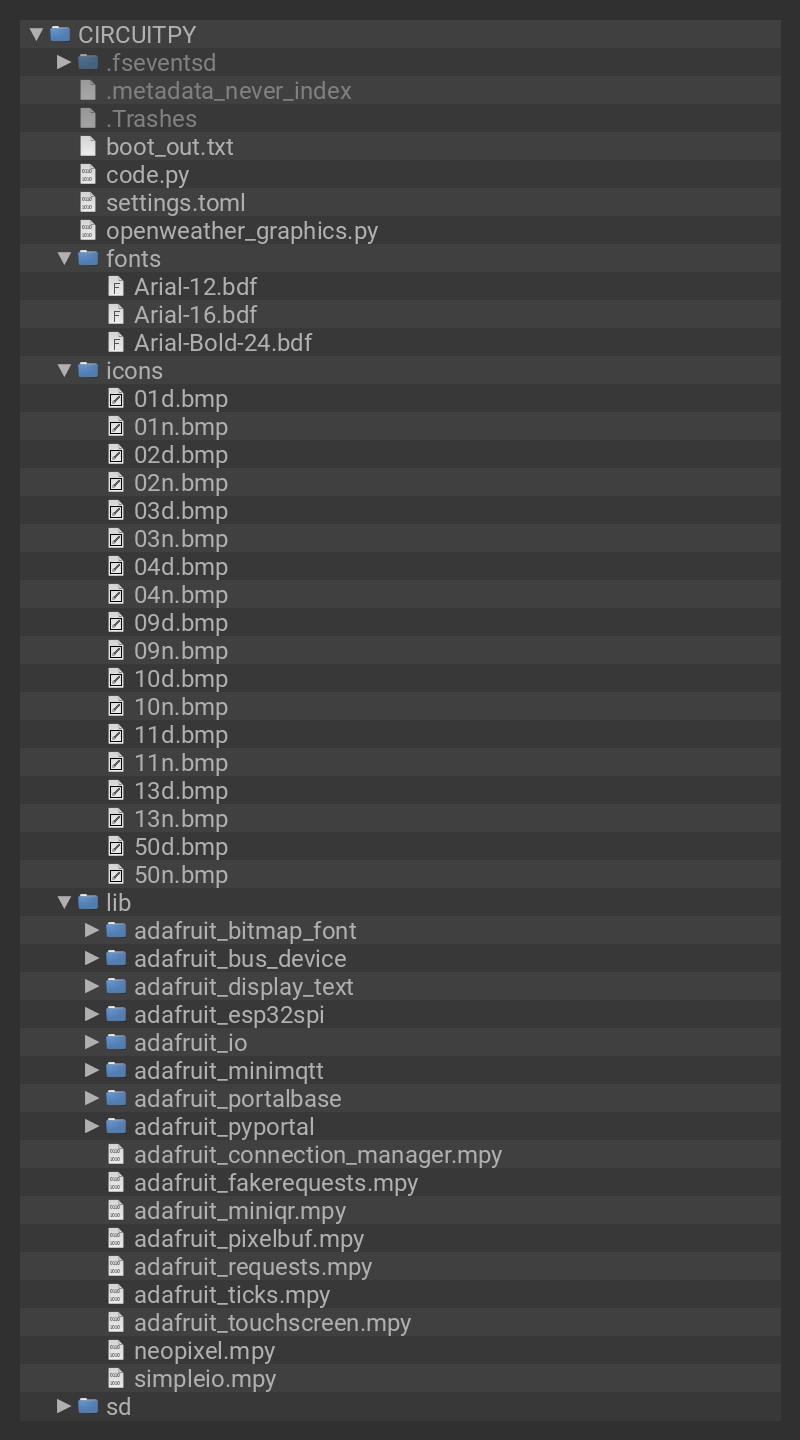 CIRCUITPY
.fseventsd
.metadata_never_index
.Trashes
boot_out.txt
code.py
settings.toml
openweather_graphics.py
fonts
Arial-12.bdf
Arial-16.bdf
Arial-Bold-24.bdf
icons
01d.bmp
01n.bmp
02d.bmp
02n.bmp
03d.bmp
03n.bmp
04d.bmp
04n.bmp
09d.bmp
09n.bmp
10d.bmp
10n.bmp
11d.bmp
11n.bmp
13d.bmp
13n.bmp
50d.bmp
50n.bmp
lib
adafruit_bitmap_font
adafruit_bus_device
adafruit_display_text
adafruit_esp32spi
adafruit_io
adafruit_minimqtt
adafruit_portalbase
adafruit_pyportal
adafruit_connection_manager.mpy
adafruit_fakerequests.mpy
adafruit_miniqr.mpy
adafruit_pixelbuf.mpy
adafruit_requests.mpy
adafruit_ticks.mpy
adafruit_touchscreen.mpy
neopixel.mpy
simpleio.mpy
sd